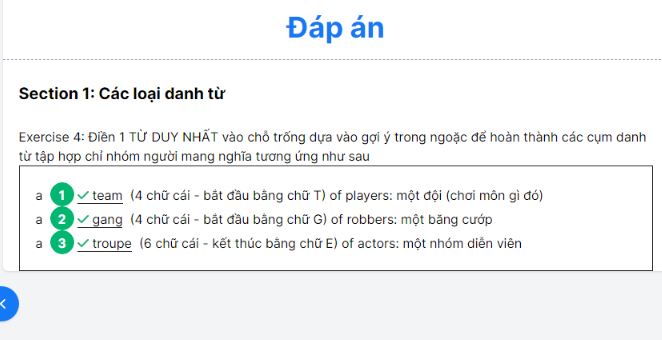 Đáp án
Section 1: Các loại danh từ
Exercise 4: Điền 1 TỪ DUY NHẤT vào chỗ trống dựa vào gợi ý trong ngoặc để hoàn thành các cụm danh
từ tập hợp chỉ nhóm người mang nghĩa tương ứng như sau
a 1 ✓ team (4 chữ cái - bắt đầu bằng chữ T) of players: một đội (chơi môn gì đó)
a 2 ✓ gang (4 chữ cái - bắt đầu bằng chữ G) of robbers: một băng cướp
a 3 ✓ troupe (6 chữ cái - kết thúc bằng chữ E) of actors: một nhóm diễn viên